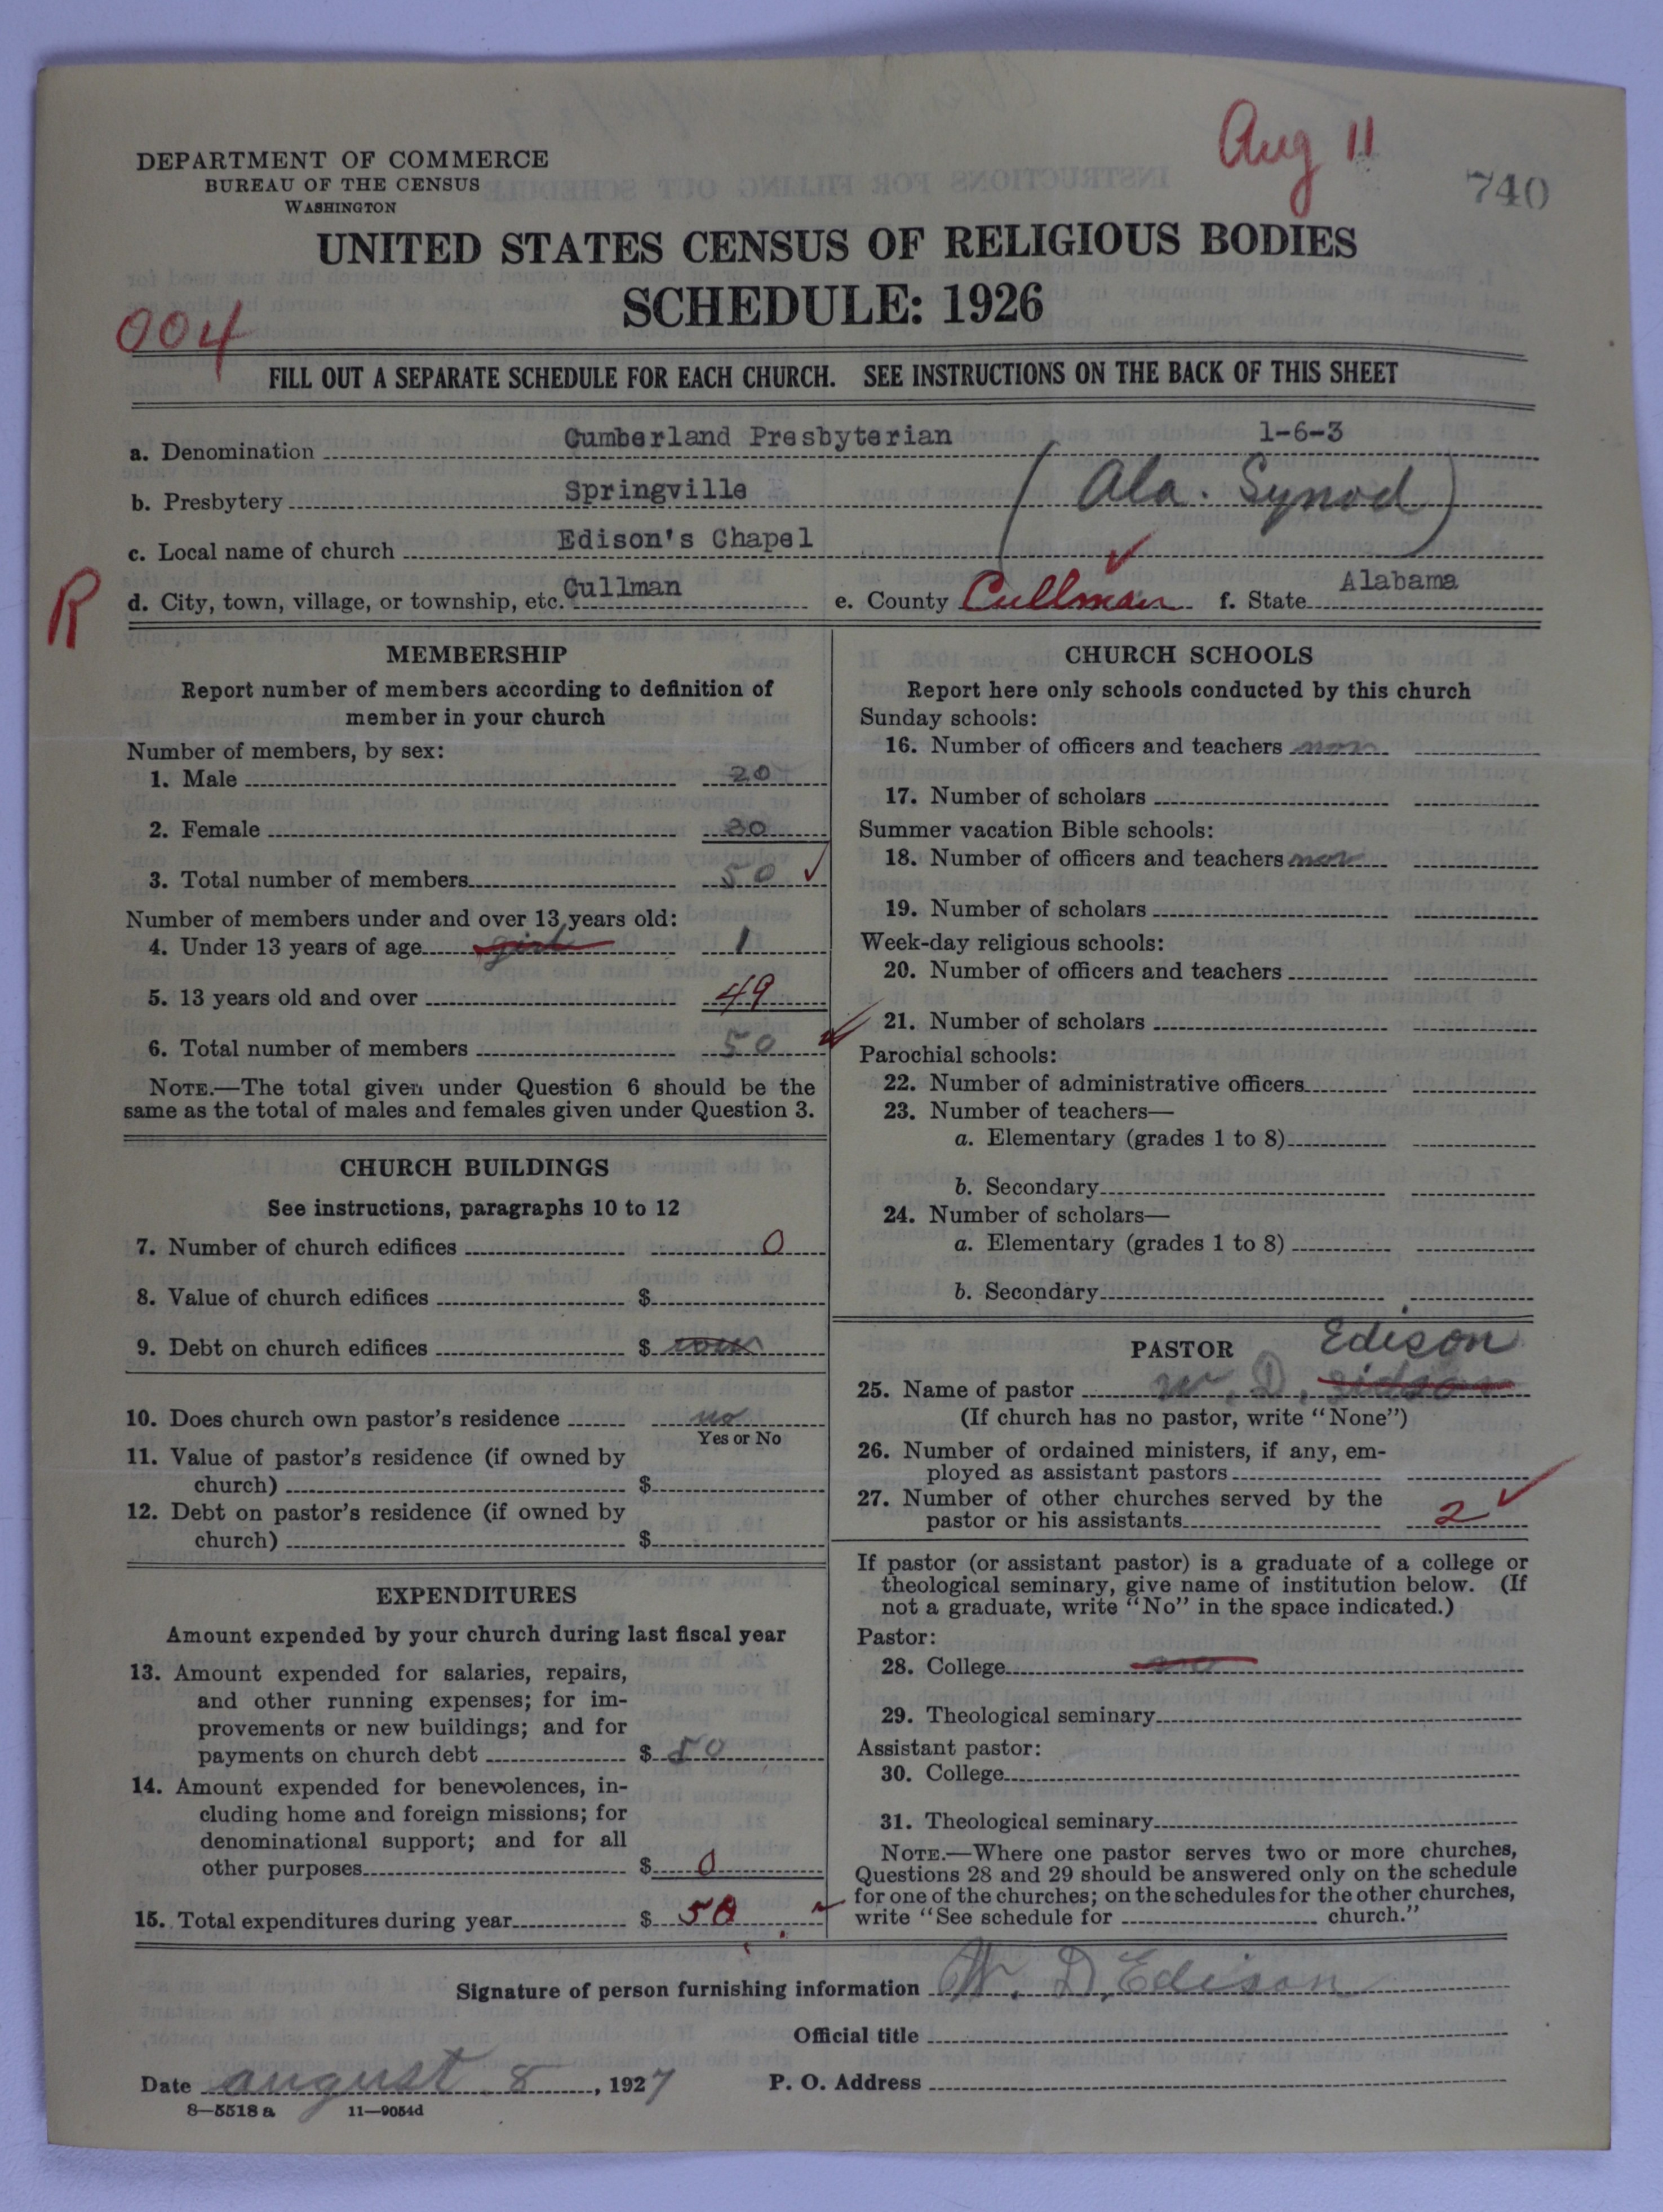 Aug 11
740
DEPARTMENT OF COMMERCE
BUREAU OF THE CENSUS
WASHINGTON
UNITED STATES CENSUS OF RELIGIOUS BODIES
SCHEDULE: 1926
004
FILL OUT A SEPARATE SCHEDULE FOR EACH CHURCH. SEE INSTRUCTIONS ON THE BACK OF THIS SHEET
a. Denomination Cumberland Presbyterian 1-6-3
b. Presbytery Springville (Ala. Synod)
c. Local name of church Edison's Chapel
R
d. City, town, village, or township, etc. Cullman e. County Cullman f. State Alabama
MEMBERSHIP
Report number of members according to definition of
member in your church
Number of members, by sex:
1. Male 20
2. Female 30
3. Total number of members 50 ✓
Number of members under and over 13 years old:
4. Under 13 years of age girl 1
5. 13 years old and over 49
6. Total number of members 50 ✓
NOTE.—The total given under Question 6 should be the
same as the total of males and females given under Question 3.
CHURCH BUILDINGS
See instructions, paragraphs 10 to 12
7. Number of church edifices 0
8. Value of church edifices $
9. Debt on church edifices $
10. Does church own pastor's residence no
Yes or No
11. Value of pastor's residence (if owned by
church) $
12. Debt on pastor's residence (if owned by
church) $
EXPENDITURES
Amount expended by your church during last fiscal year
13. Amount expended for salaries, repairs,
and other running expenses; for im-
provements or new buildings; and for
payments on church debt $ 50
14. Amount expended for benevolences, in-
cluding home and foreign missions; for
denominational support; and for all
other purposes $ 0
15. Total expenditures during year $ 50 ✓
CHURCH SCHOOLS
Report here only schools conducted by this church
Sunday schools:
16. Number of officers and teachers non
17. Number of scholars
Summer vacation Bible schools:
18. Number of officers and teachers non
19. Number of scholars
Week-day religious schools:
20. Number of officers and teachers
21. Number of scholars
Parochial schools:
22. Number of administrative officers
23. Number of teachers—
a. Elementary (grades 1 to 8)
b. Secondary
24. Number of scholars—
a. Elementary (grades 1 to 8)
b. Secondary
PASTOR Edison
25. Name of pastor W. D.
(If church has no pastor, write "None")
26. Number of ordained ministers, if any, em-
ployed as assistant pastors
27. Number of other churches served by the
pastor or his assistants 2 ✓
If pastor (or assistant pastor) is a graduate of a college or
theological seminary, give name of institution below. (If
not a graduate, write "No" in the space indicated.)
Pastor:
28. College no
29. Theological seminary
Assistant pastor:
30. College
31. Theological seminary
NOTE.—Where one pastor serves two or more churches,
Questions 28 and 29 should be answered only on the schedule
for one of the churches; on the schedules for the other churches,
write "See schedule for church."
Signature of person furnishing information W. D. Edison
Official title
Date august 8, 1927 P. O. Address
8—5518 a 11—9054d